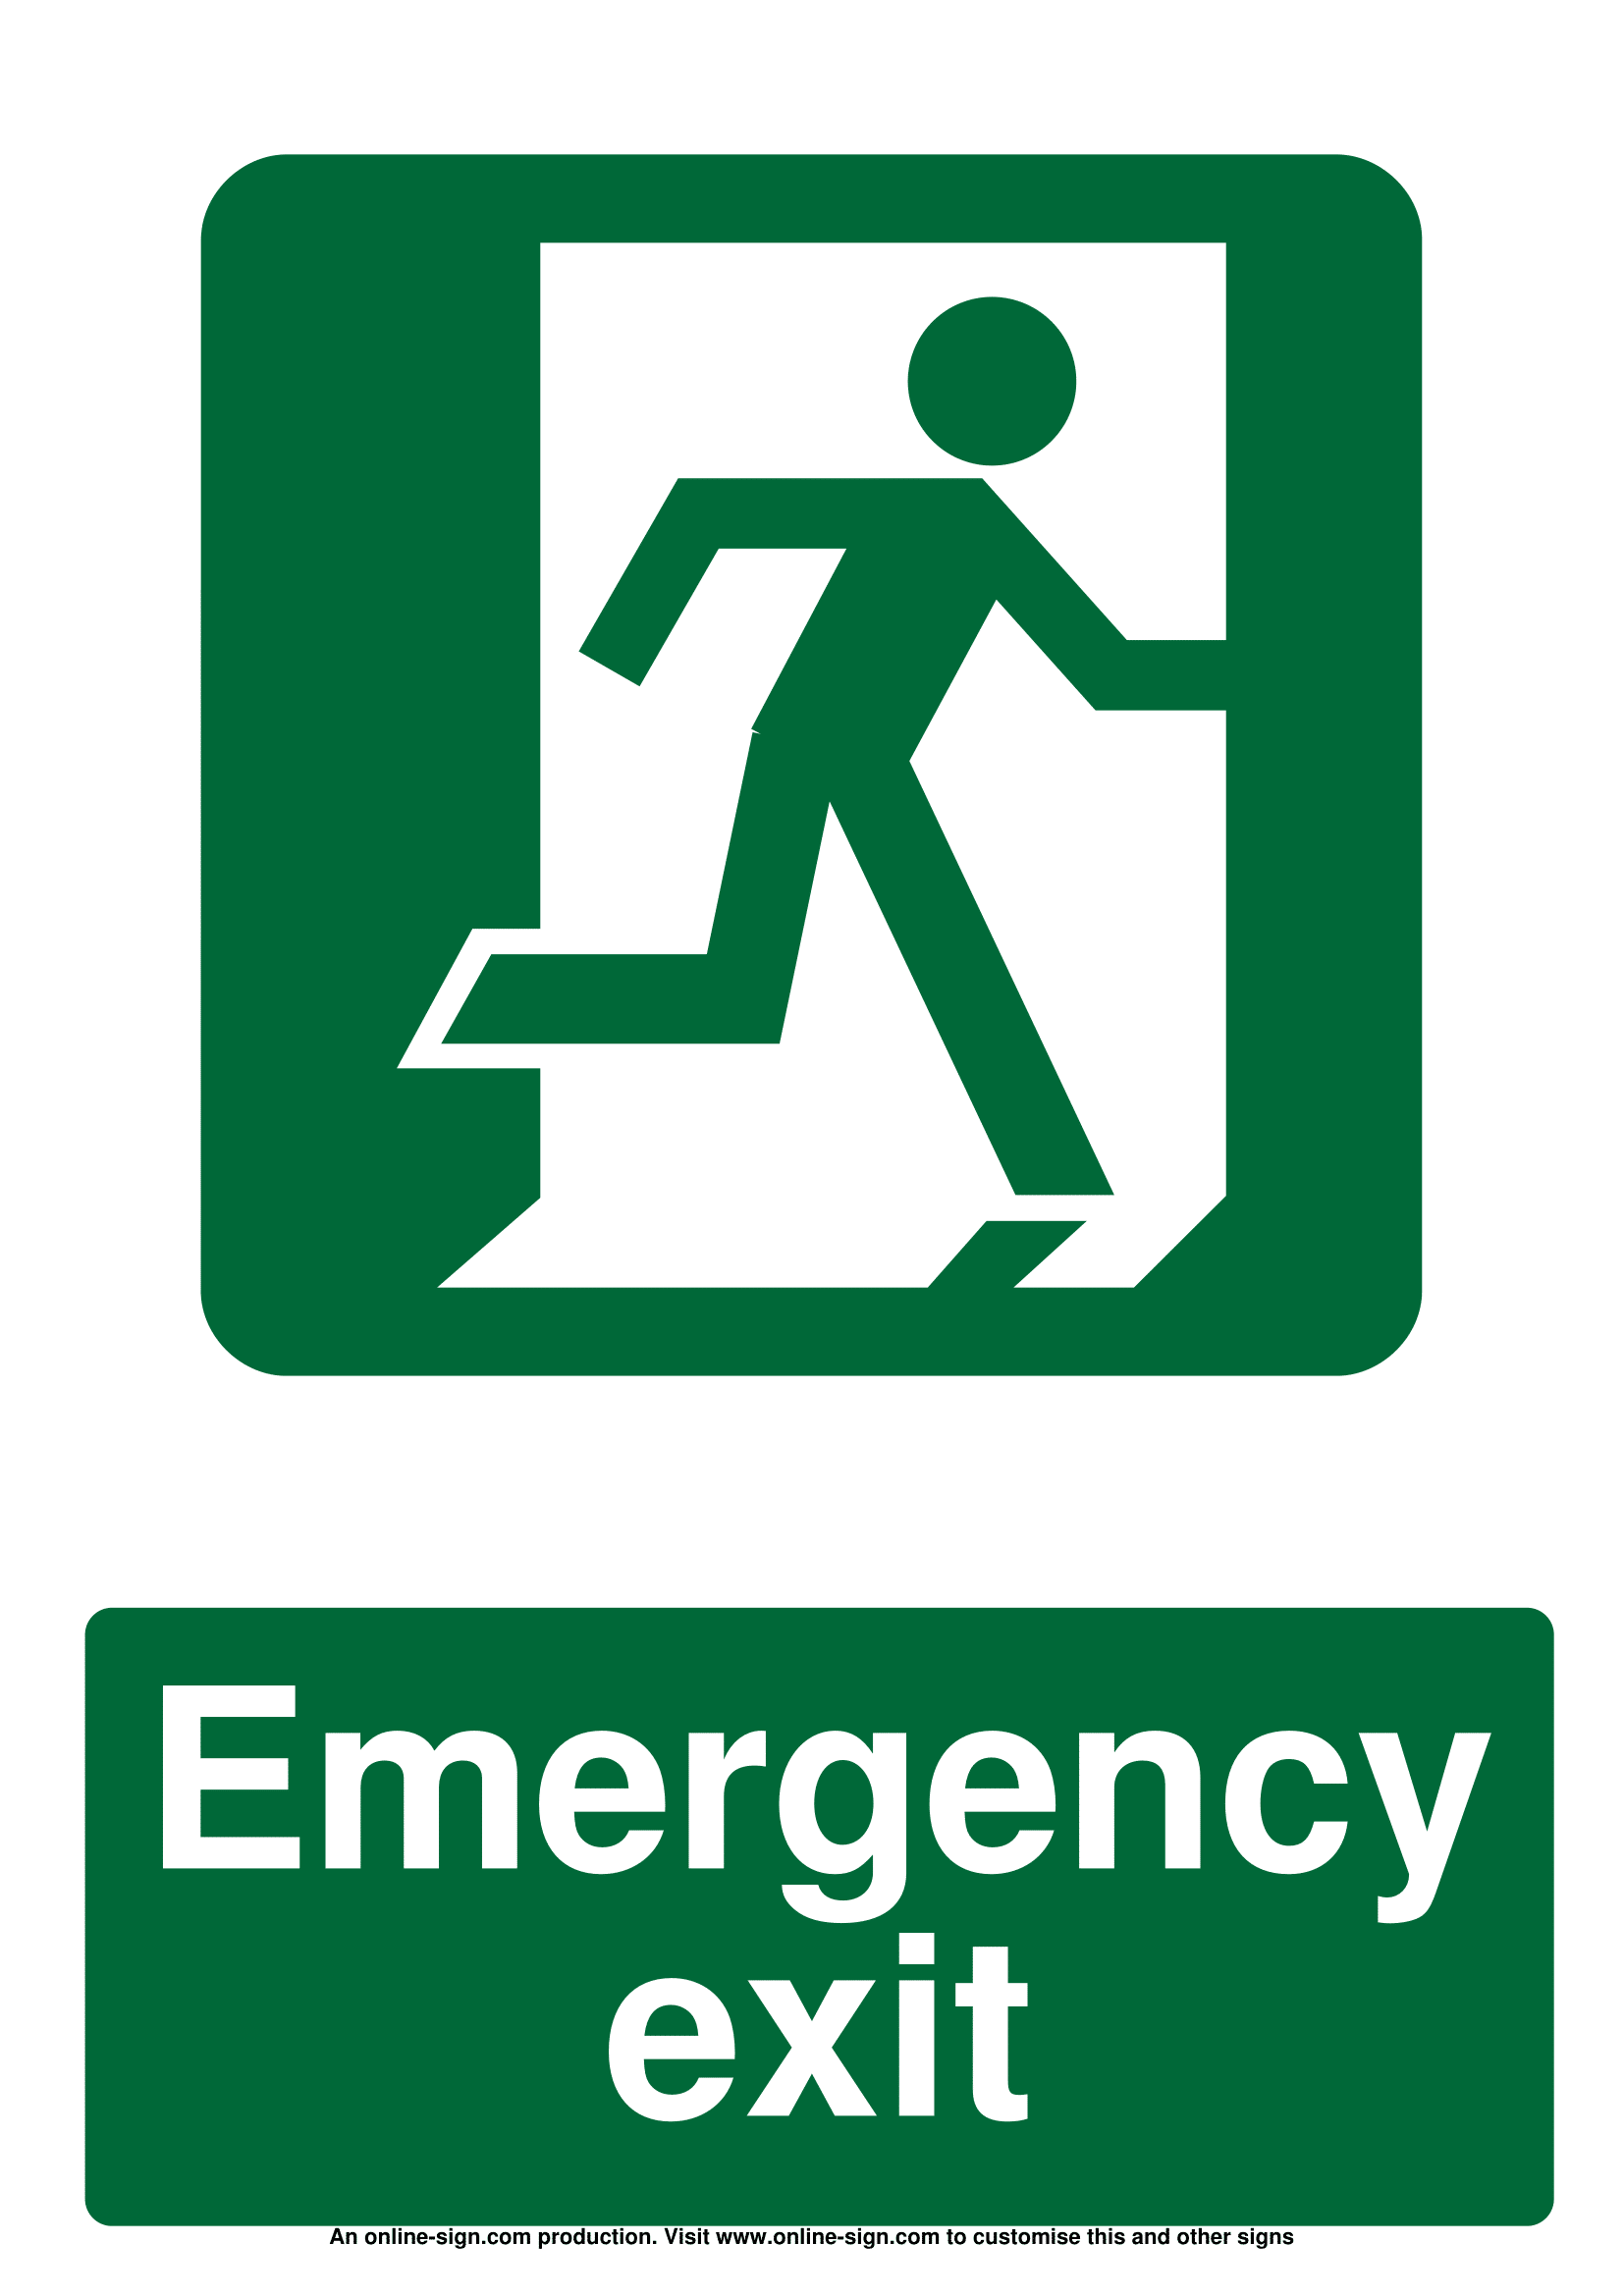 Emergency
exit
An online-sign.com production. Visit www.online-sign.com to customise this and other signs